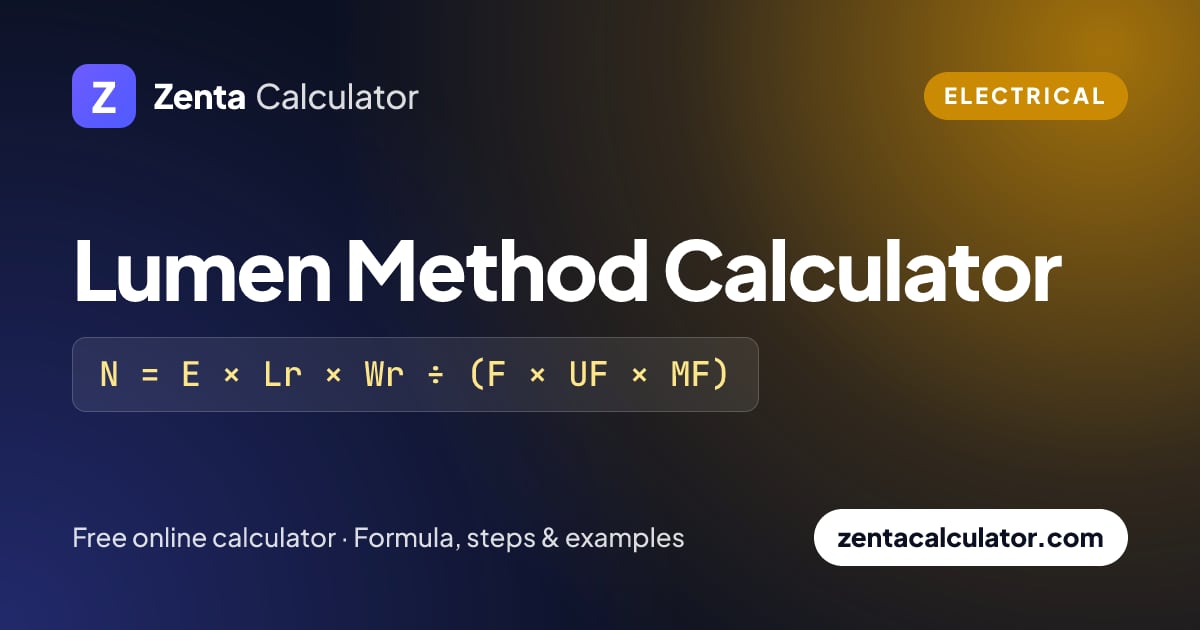 Z Zenta Calculator
ELECTRICAL
Lumen Method Calculator
N = E × Lr × Wr ÷ (F × UF × MF)
Free online calculator · Formula, steps & examples
zentacalculator.com